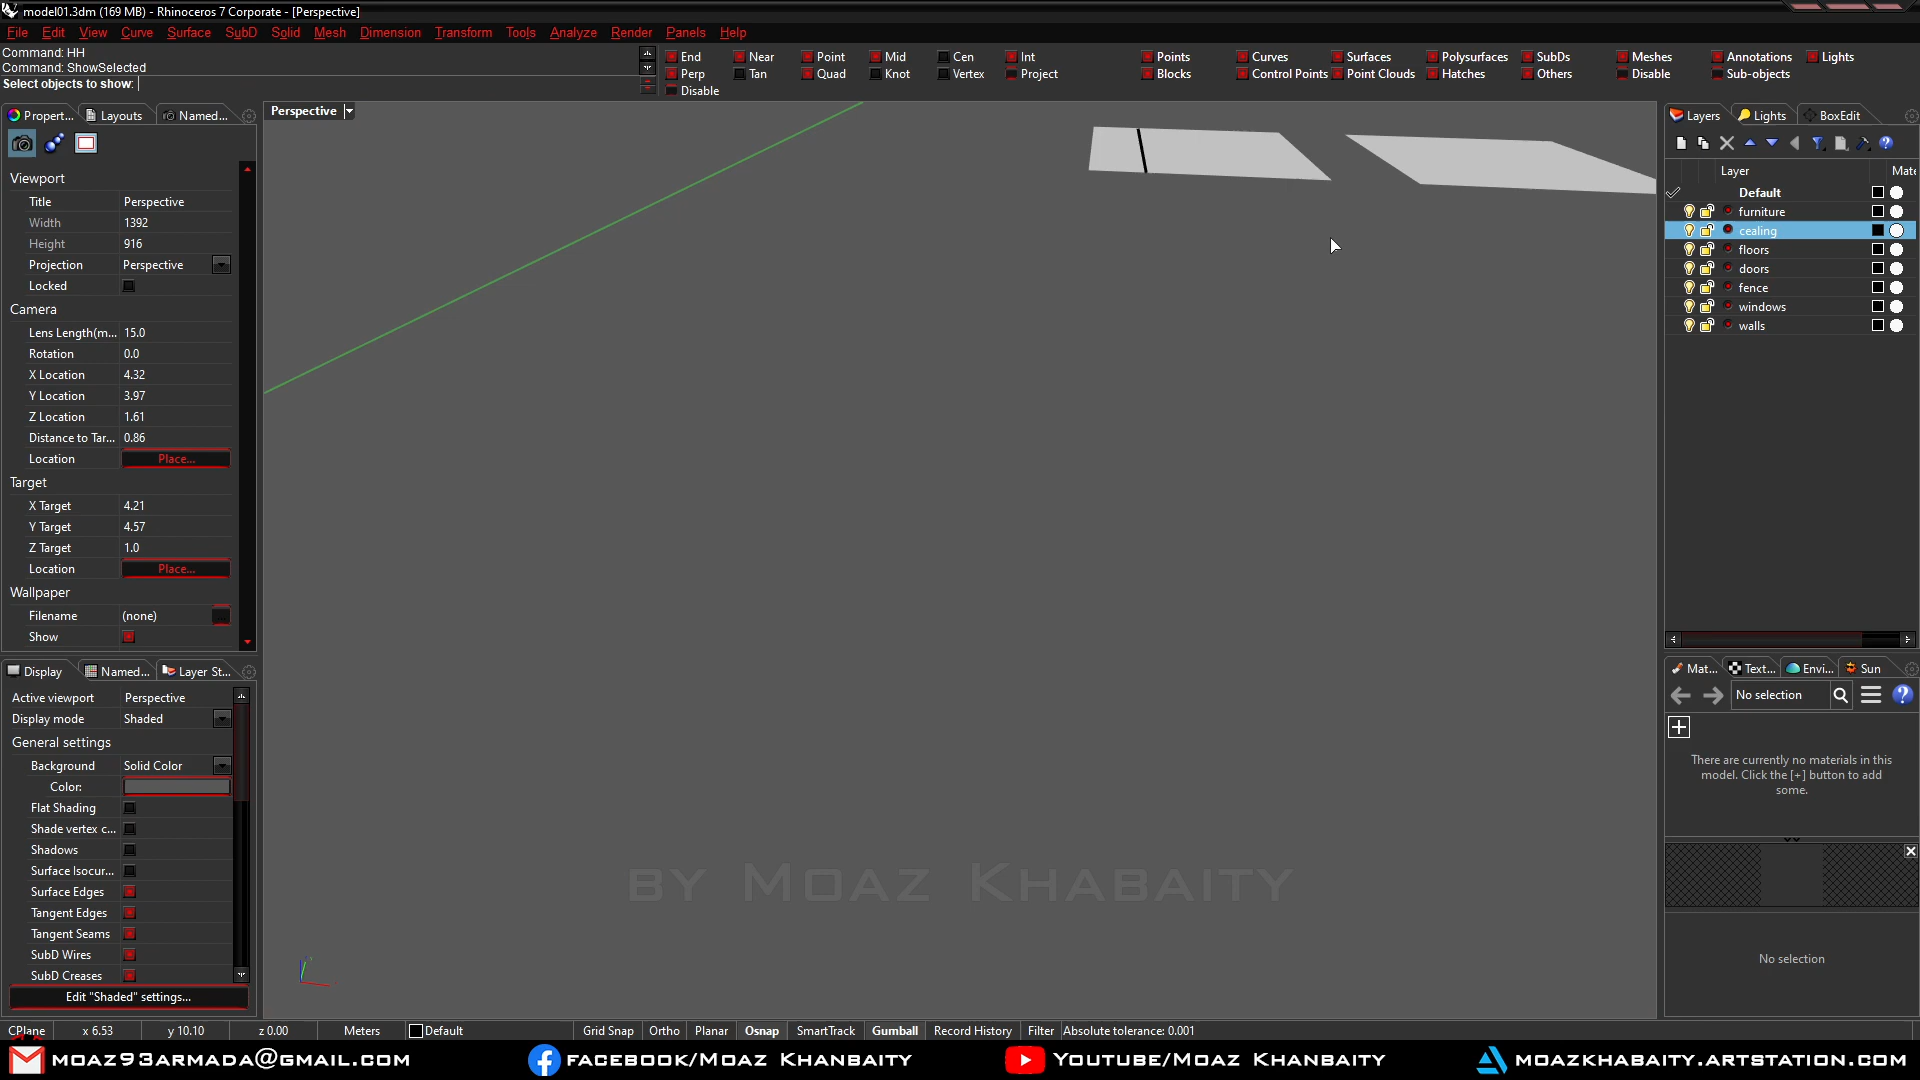 model01.3dm (169 MB) - Rhinoceros 7 Corporate - [Perspective]
File Edit View Curve Surface SubD Solid Mesh Dimension Transform Tools Analyze Render Panels Help
Command: HH
Command: ShowSelected
Select objects to show:
End Near Point Mid Cen Int
Perp Tan Quad Knot Vertex Project
Disable
Points Curves Surfaces Polysurfaces SubDs Meshes Annotations Lights
Blocks Control Points Point Clouds Hatches Others Disable Sub-objects
Propert... Layouts Named...
Viewport
Title Perspective
Width 1392
Height 916
Projection Perspective
Locked
Camera
Lens Length(m... 15.0
Rotation 0.0
X Location 4.32
Y Location 3.97
Z Location 1.61
Distance to Tar... 0.86
Location Place...
Target
X Target 4.21
Y Target 4.57
Z Target 1.0
Location Place...
Wallpaper
Filename (none) ...
Show
Display Named... Layer St...
Active viewport Perspective
Display mode Shaded
General settings
Background Solid Color
Color:
Flat Shading
Shade vertex c...
Shadows
Surface Isocur...
Surface Edges
Tangent Edges
Tangent Seams
SubD Wires
SubD Creases
Edit "Shaded" settings...
Perspective
by Moaz Khabaity
Layers Lights BoxEdit
Layer Mate
Default
furniture
cealing
floors
doors
fence
windows
walls
Mat... Text... Envi... Sun
No selection
There are currently no materials in this
model. Click the [+] button to add
some.
No selection
CPlane x 6.53 y 10.10 z 0.00 Meters Default Grid Snap Ortho Planar Osnap SmartTrack Gumball Record History Filter Absolute tolerance: 0.001
moaz93armada@gmail.com facebook/Moaz Khanbaity Youtube/Moaz Khanbaity moazkhabaity.artstation.com